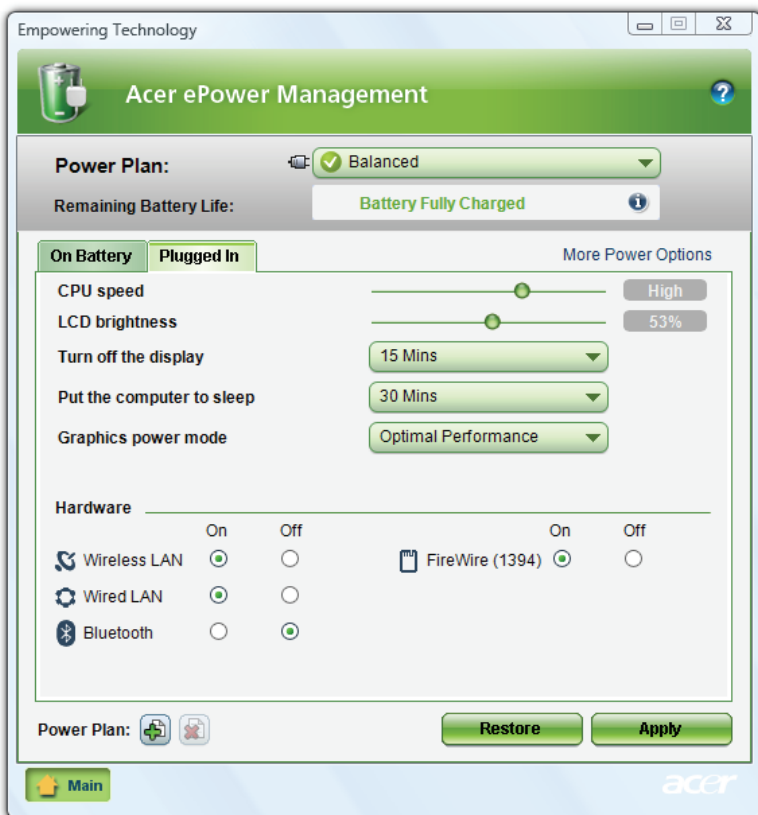 Empowering Technology
Acer ePower Management
Power Plan: Balanced
Remaining Battery Life: Battery Fully Charged
On Battery Plugged In More Power Options
CPU speed High
LCD brightness 53%
Turn off the display 15 Mins
Put the computer to sleep 30 Mins
Graphics power mode Optimal Performance
Hardware
On Off On Off
Wireless LAN FireWire (1394)
Wired LAN
Bluetooth
Power Plan: Restore Apply
Main acer